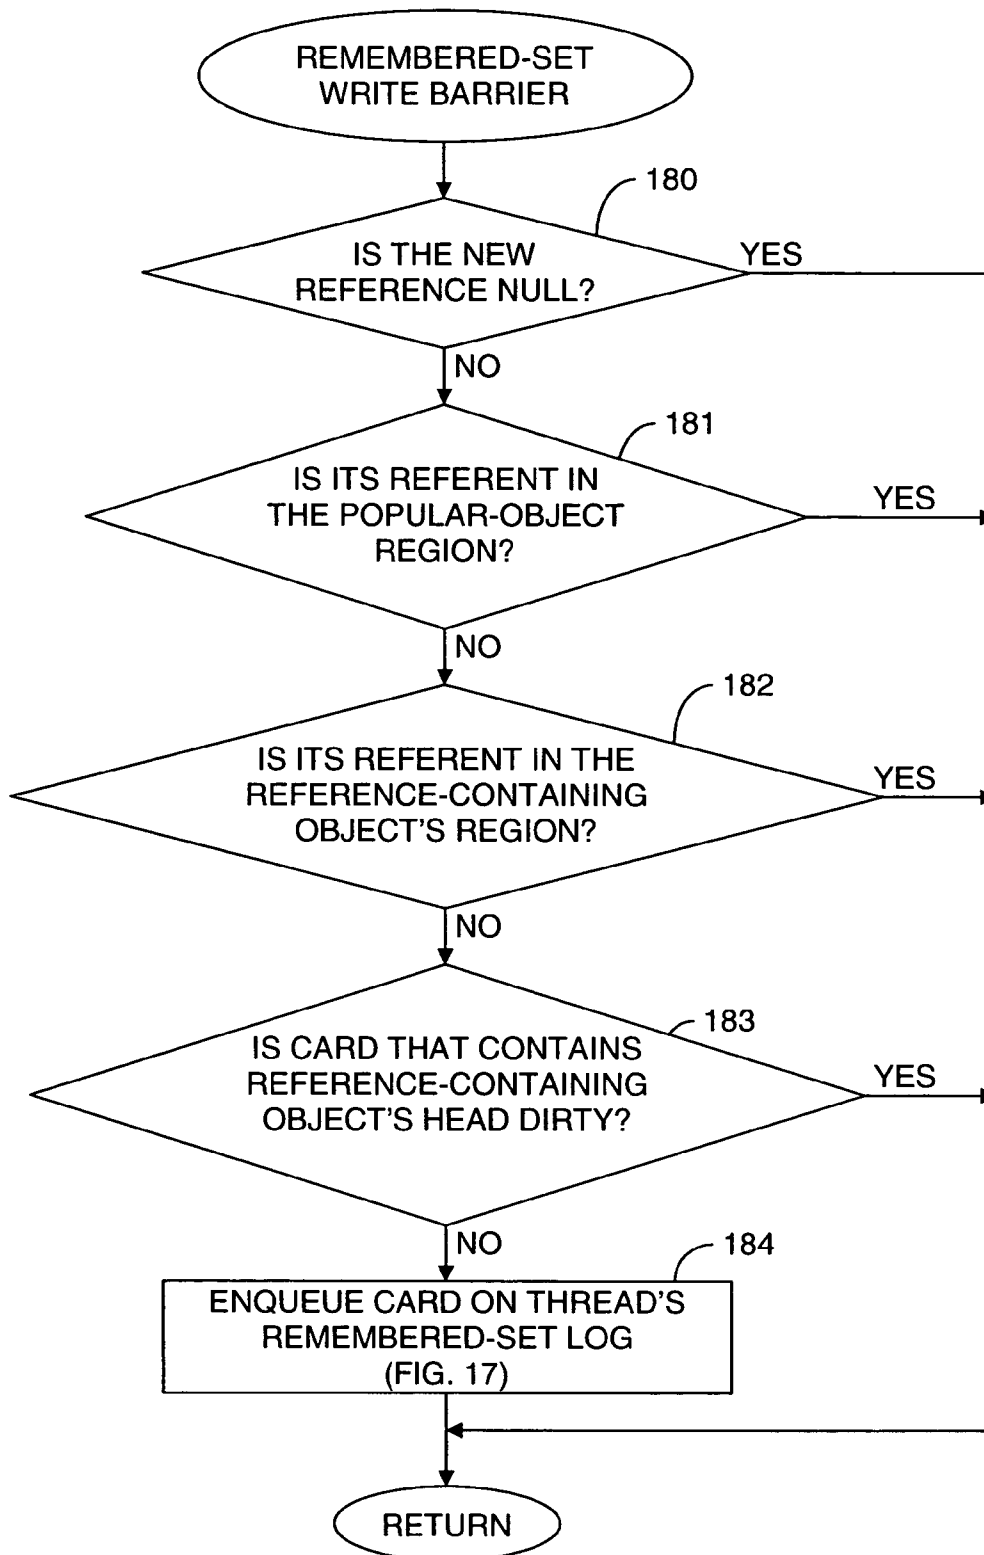 REMEMBERED-SET
WRITE BARRIER
180
IS THE NEW
REFERENCE NULL?
YES
NO
181
IS ITS REFERENT IN
THE POPULAR-OBJECT
REGION?
YES
NO
182
IS ITS REFERENT IN THE
REFERENCE-CONTAINING
OBJECT'S REGION?
YES
NO
183
IS CARD THAT CONTAINS
REFERENCE-CONTAINING
OBJECT'S HEAD DIRTY?
YES
NO
184
ENQUEUE CARD ON THREAD'S
REMEMBERED-SET LOG
(FIG. 17)
RETURN